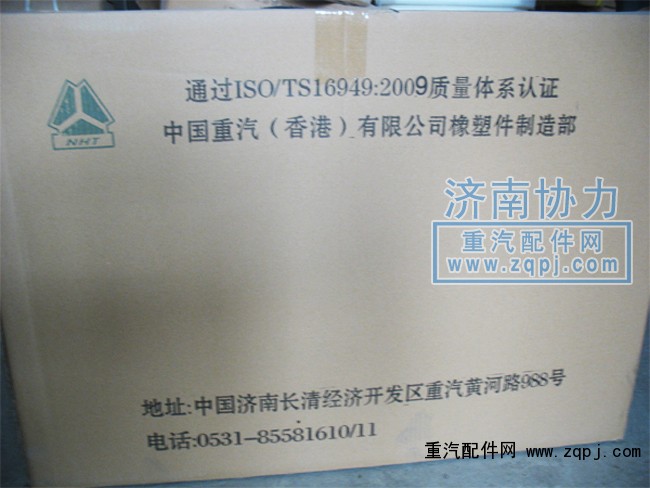 通过ISO/TS16949:2009质量体系认证
NHT
中国重汽（香港）有限公司橡塑件制造部
济南协力
重汽配件网
www.zqpj.com
地址:中国济南长清经济开发区重汽黄河路988号
电话:0531-85581610/11
重汽配件网 www.zqpj.com